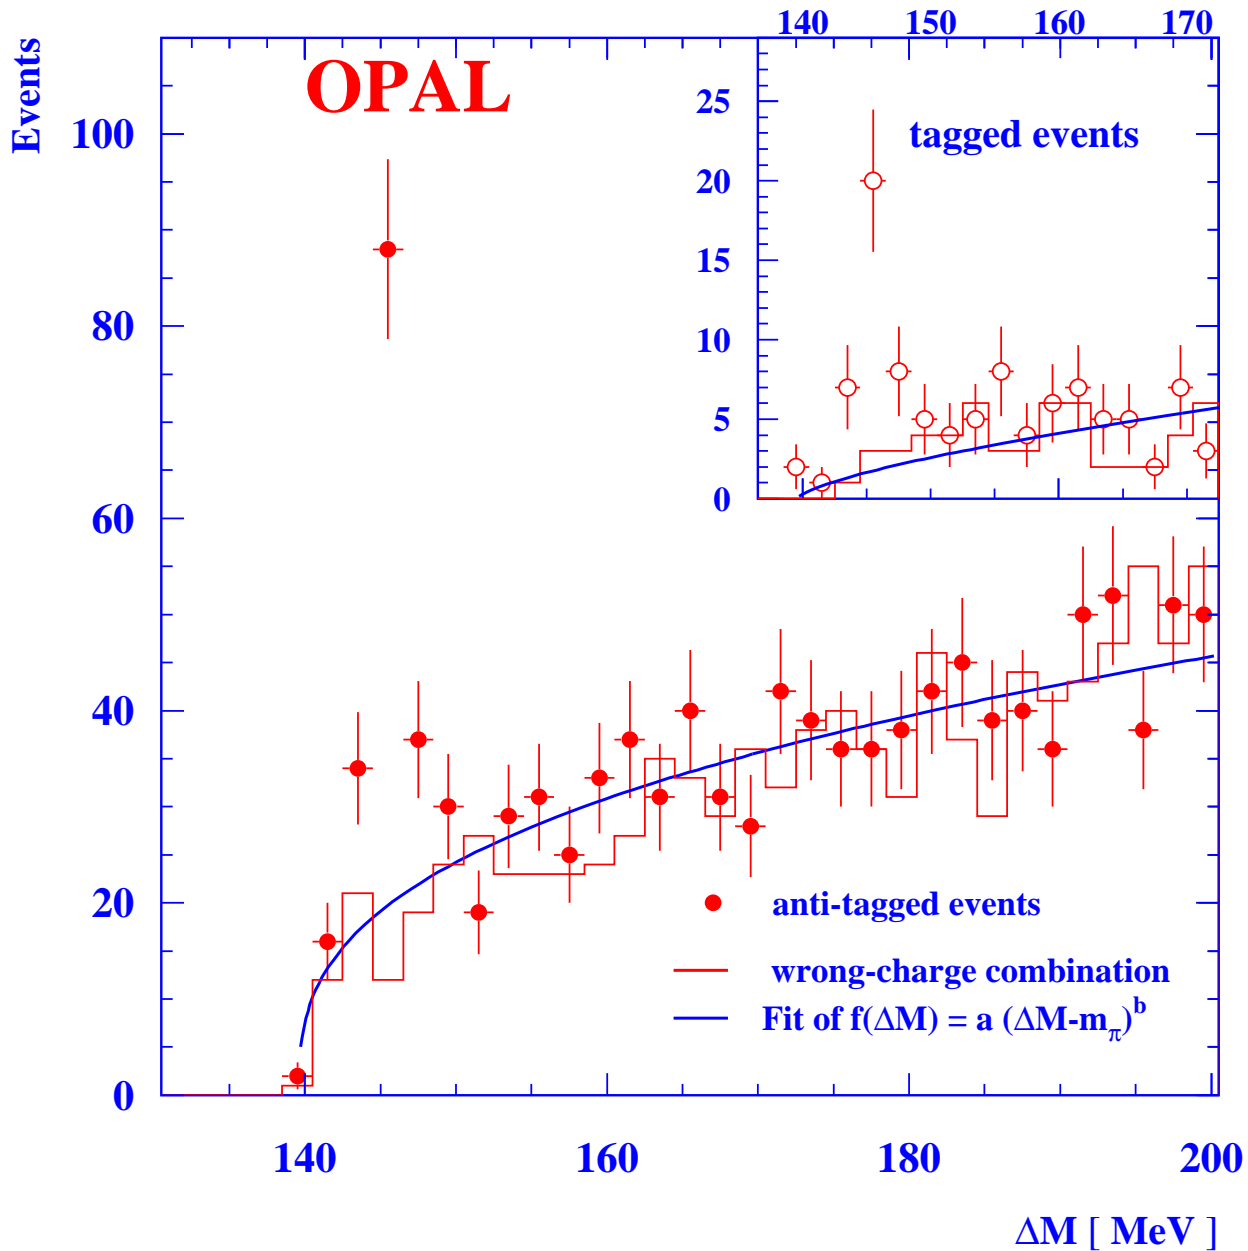 140 150 160 170
Events
OPAL
tagged events
25
20
15
10
5
0
100
80
60
40
20
0
anti-tagged events
wrong-charge combination
Fit of f(ΔM) = a (ΔM-m_π)^b
140 160 180 200
ΔM [ MeV ]